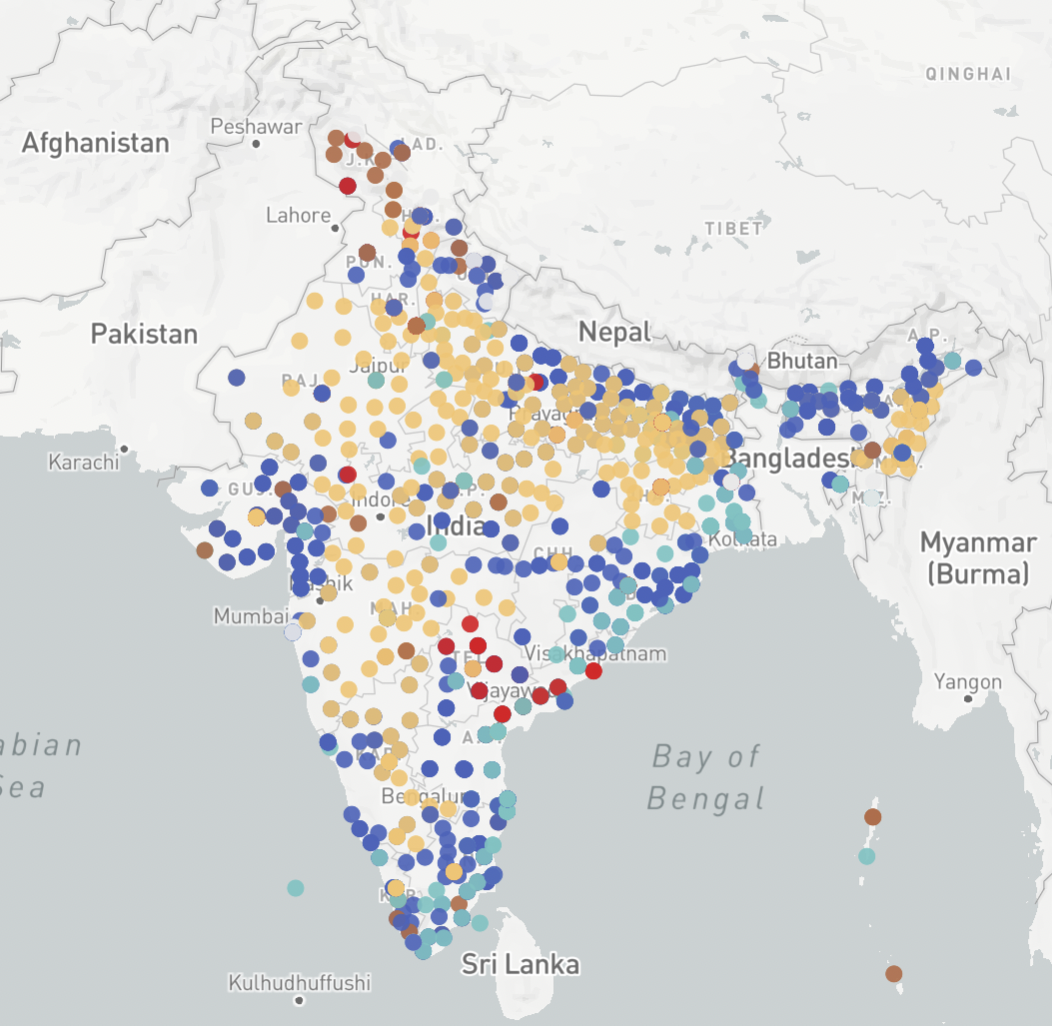 QINGHAI
Peshawar
Afghanistan
LAD.
J.K.
Lahore
TIBET
PUN.
HAR.
Pakistan
Nepal
A.P.
Bhutan
Jaipur
RAJ.
Karachi
Bangladesh
GUJ.
M.P.
Indore
MIZ.
India
Kolkata
CHH.
Myanmar
(Burma)
Nashik
Mumbai
MAH.
Visakhapatnam
TEL.
Yangon
abian
Sea
Bay of
Bengal
KAR.
A.P.
Bengaluru
KER.
Sri Lanka
Kulhudhuffushi